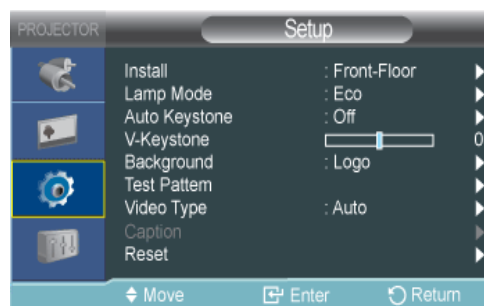 PROJECTOR Setup
Install : Front-Floor
Lamp Mode : Eco
Auto Keystone : Off
V-Keystone 0
Background : Logo
Test Pattem
Video Type : Auto
Caption
Reset
Move Enter Return